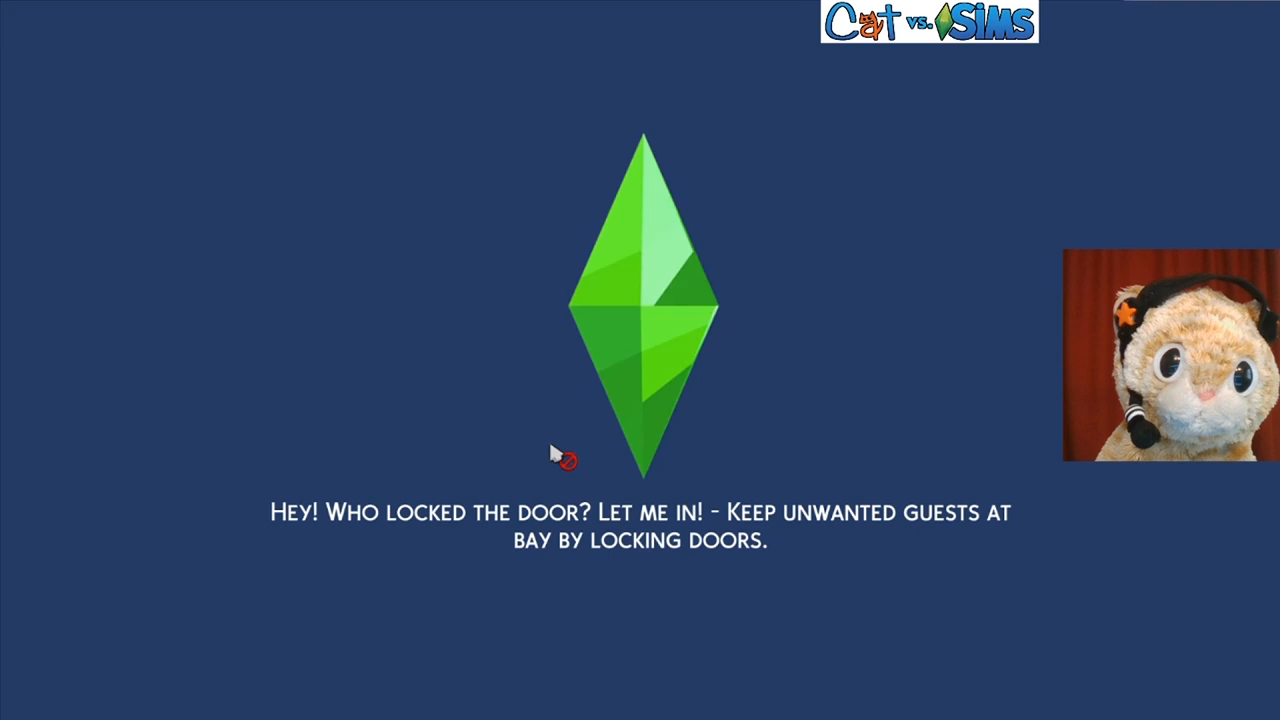 Cat vs. SiMS
HEY! WHO LOCKED THE DOOR? LET ME IN! - KEEP UNWANTED GUESTS AT
BAY BY LOCKING DOORS.